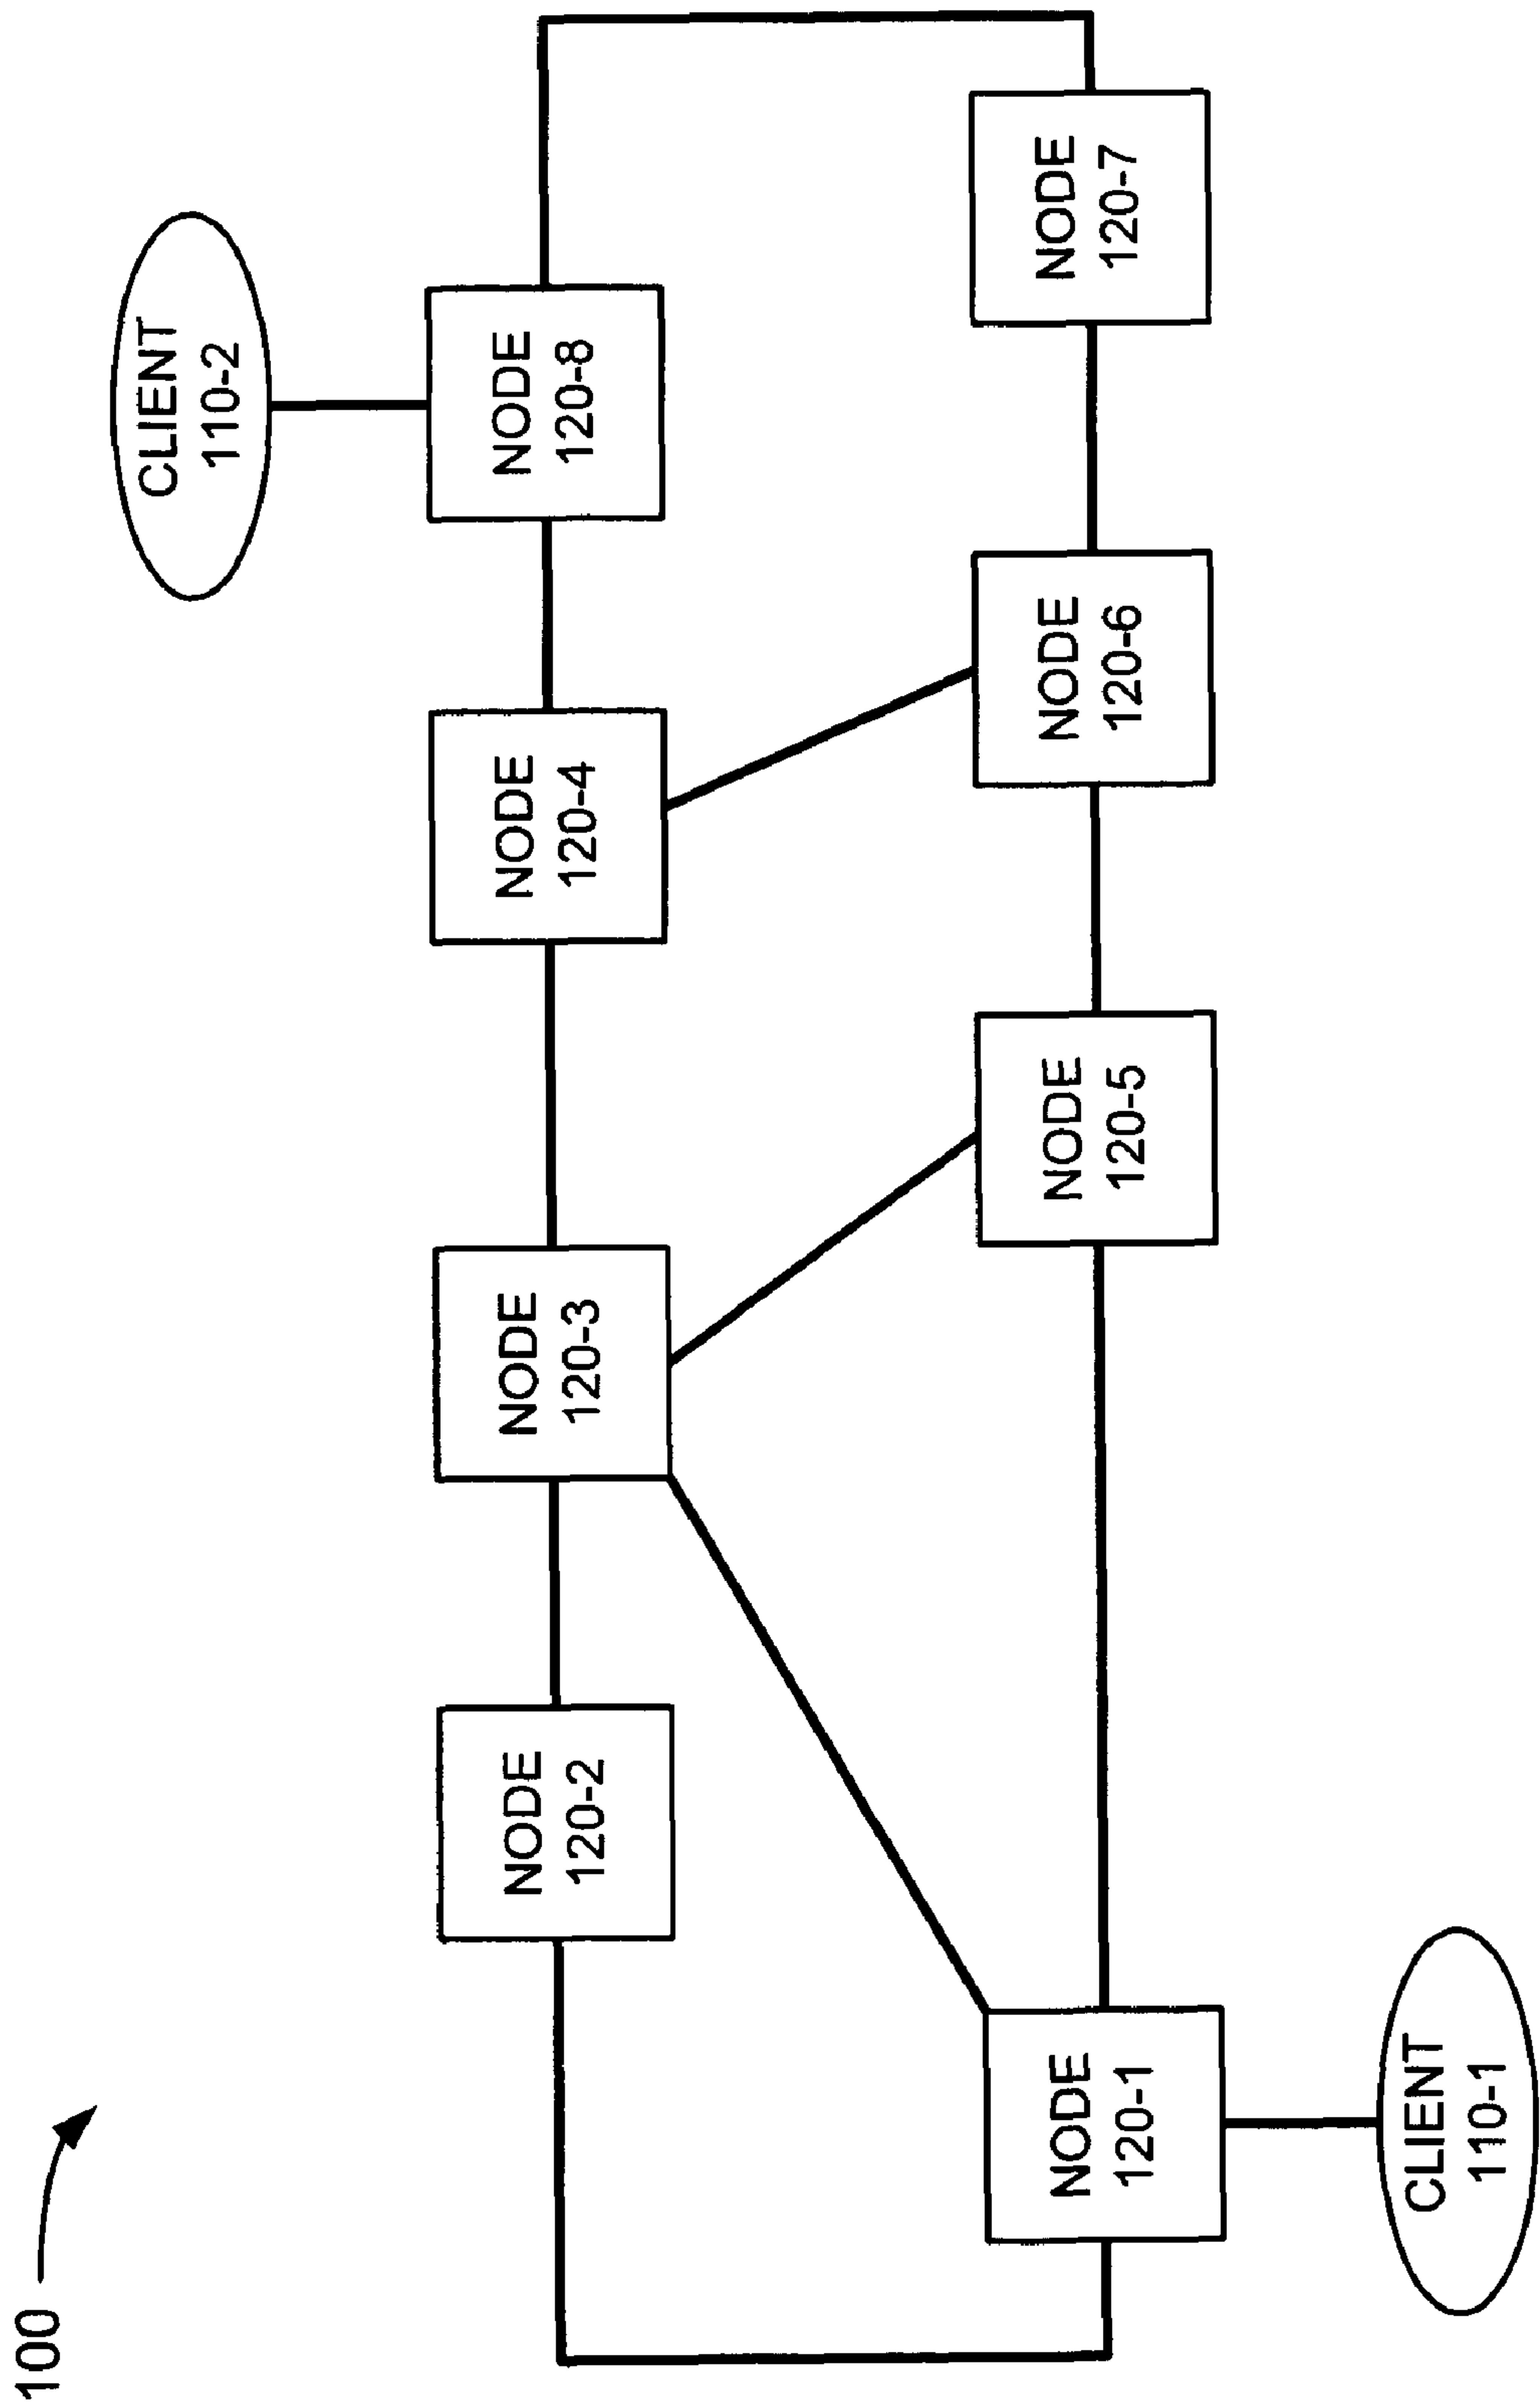 100
CLIENT
110-2
NODE
120-2
NODE
120-3
NODE
120-4
NODE
120-8
NODE
120-1
NODE
120-5
NODE
120-6
NODE
120-7
CLIENT
110-1